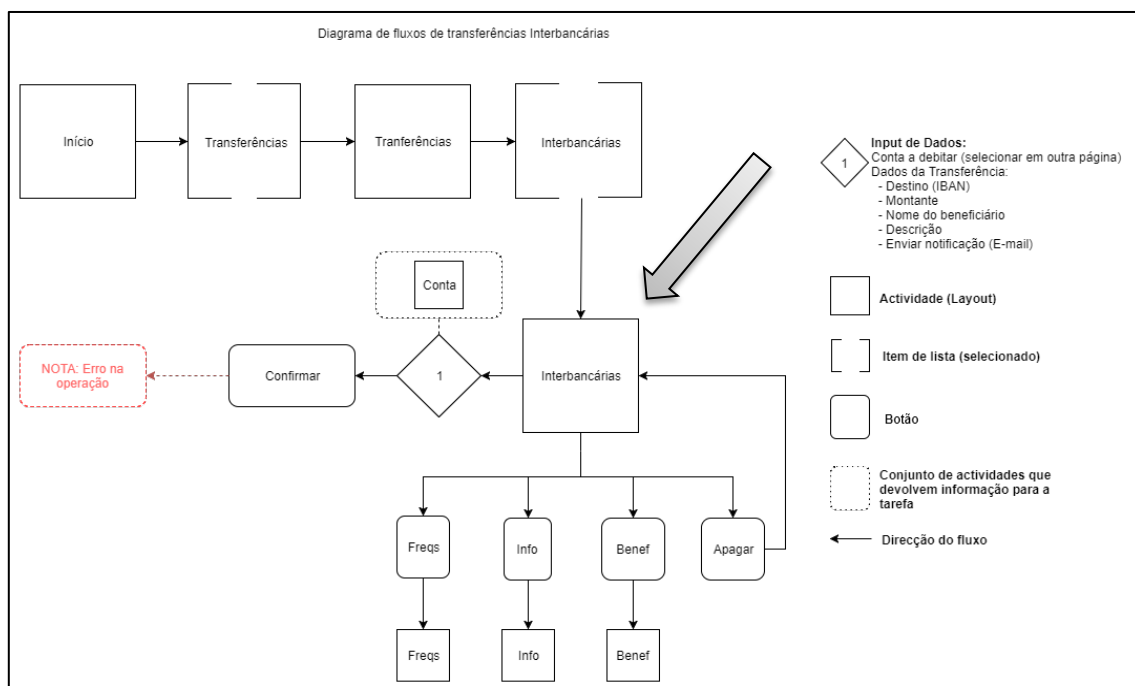 Diagrama de fluxos de transferências Interbancárias
Início
Transferências
Tranferências
Interbancárias
1
Input de Dados:
Conta a debitar (selecionar em outra página)
Dados da Transferência:
- Destino (IBAN)
- Montante
- Nome do beneficiário
- Descrição
- Enviar notificação (E-mail)
Conta
Actividade (Layout)
Item de lista (selecionado)
NOTA: Erro na
operação
Confirmar
1
Interbancárias
Botão
Conjunto de actividades que
devolvem informação para a
tarefa
Freqs
Info
Benef
Apagar
Direcção do fluxo
Freqs
Info
Benef